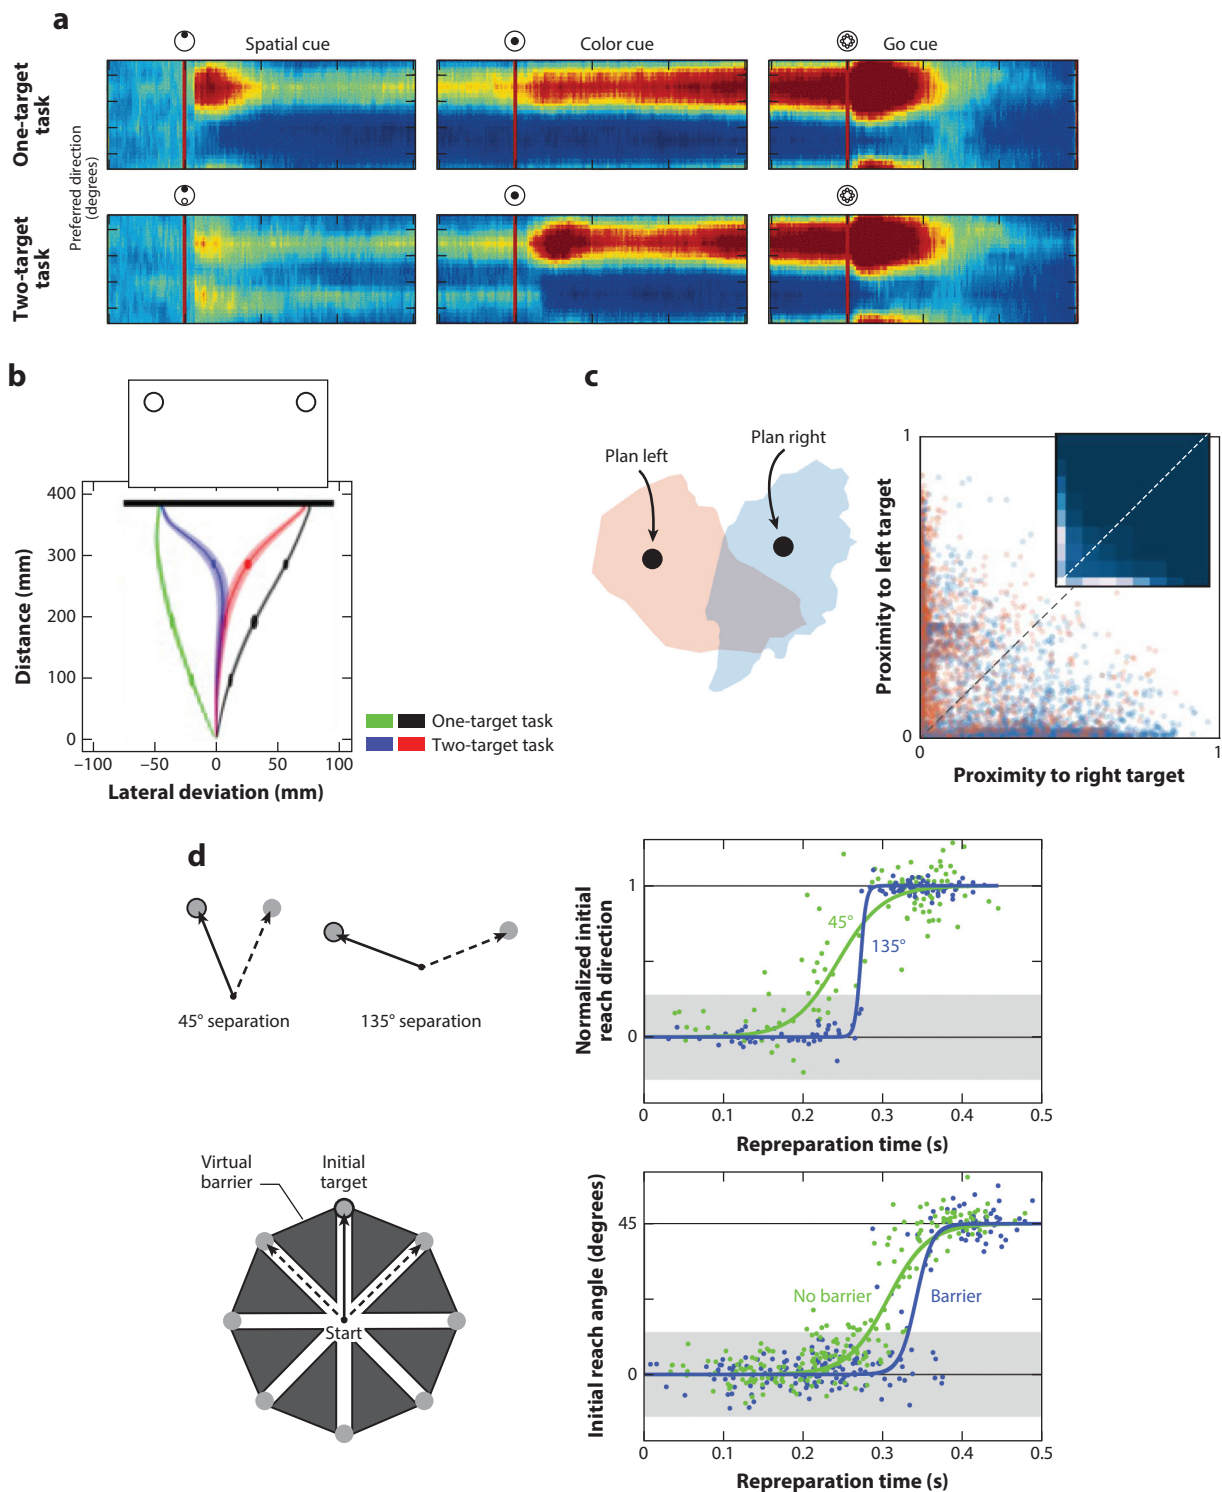 a
Spatial cue
Color cue
Go cue
One-target
task
Two-target
task
Preferred direction
(degrees)
b
400
300
200
100
0
Distance (mm)
–100
–50
0
50
100
Lateral deviation (mm)
One-target task
Two-target task
c
Plan left
Plan right
1
0
Proximity to left target
0
1
Proximity to right target
d
45° separation
135° separation
1
0
Normalized initial
reach direction
45°
135°
0
0.1
0.2
0.3
0.4
0.5
Repreparation time (s)
Virtual
barrier
Initial
target
Start
45
0
Initial reach angle (degrees)
No barrier
Barrier
0
0.1
0.2
0.3
0.4
0.5
Repreparation time (s)